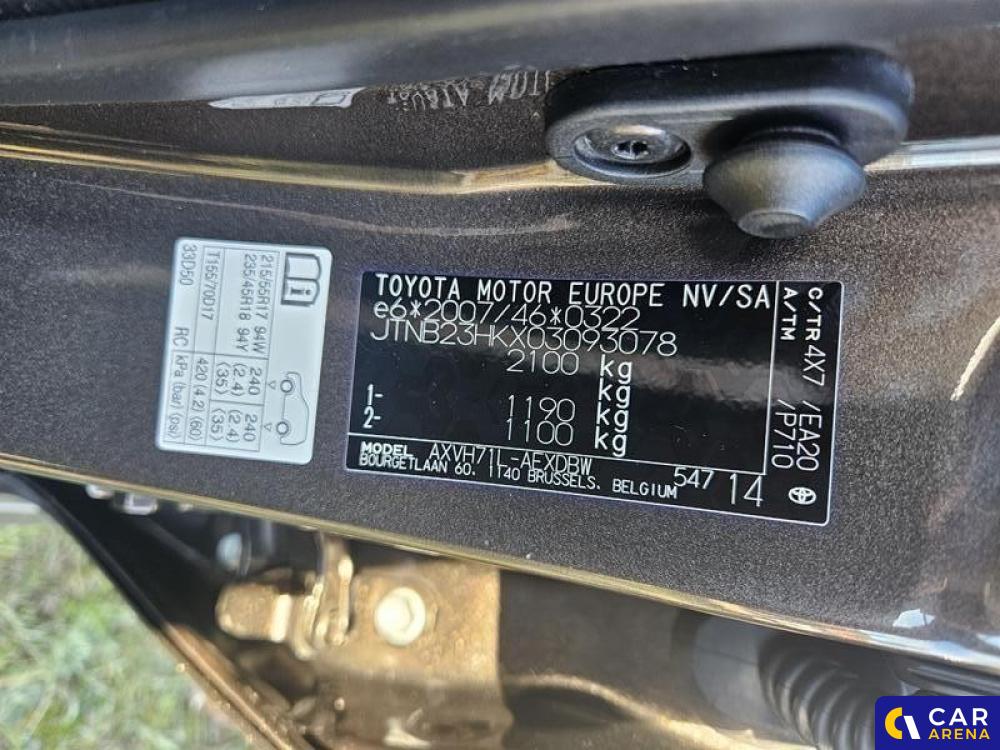 215/55R17 94W
235/45R18 94Y
240
(2.4)
(35)
240
(2.4)
(35)
T155/70D17
420 (4.2) (60)
33D50
RC kPa (bar) (psi)
TOYOTA MOTOR EUROPE NV/SA
e6*2007/46*0322
JTNB23HKX03093078
2100 kg
kg
1- 1190 kg
2- 1100 kg
C/TR 4X7 /EA20
A/TM /P710
MODEL AXVH71L-AEXDBW
BOURGETLAAN 60, 1140 BRUSSELS, BELGIUM
547 14
CAR
ARENA